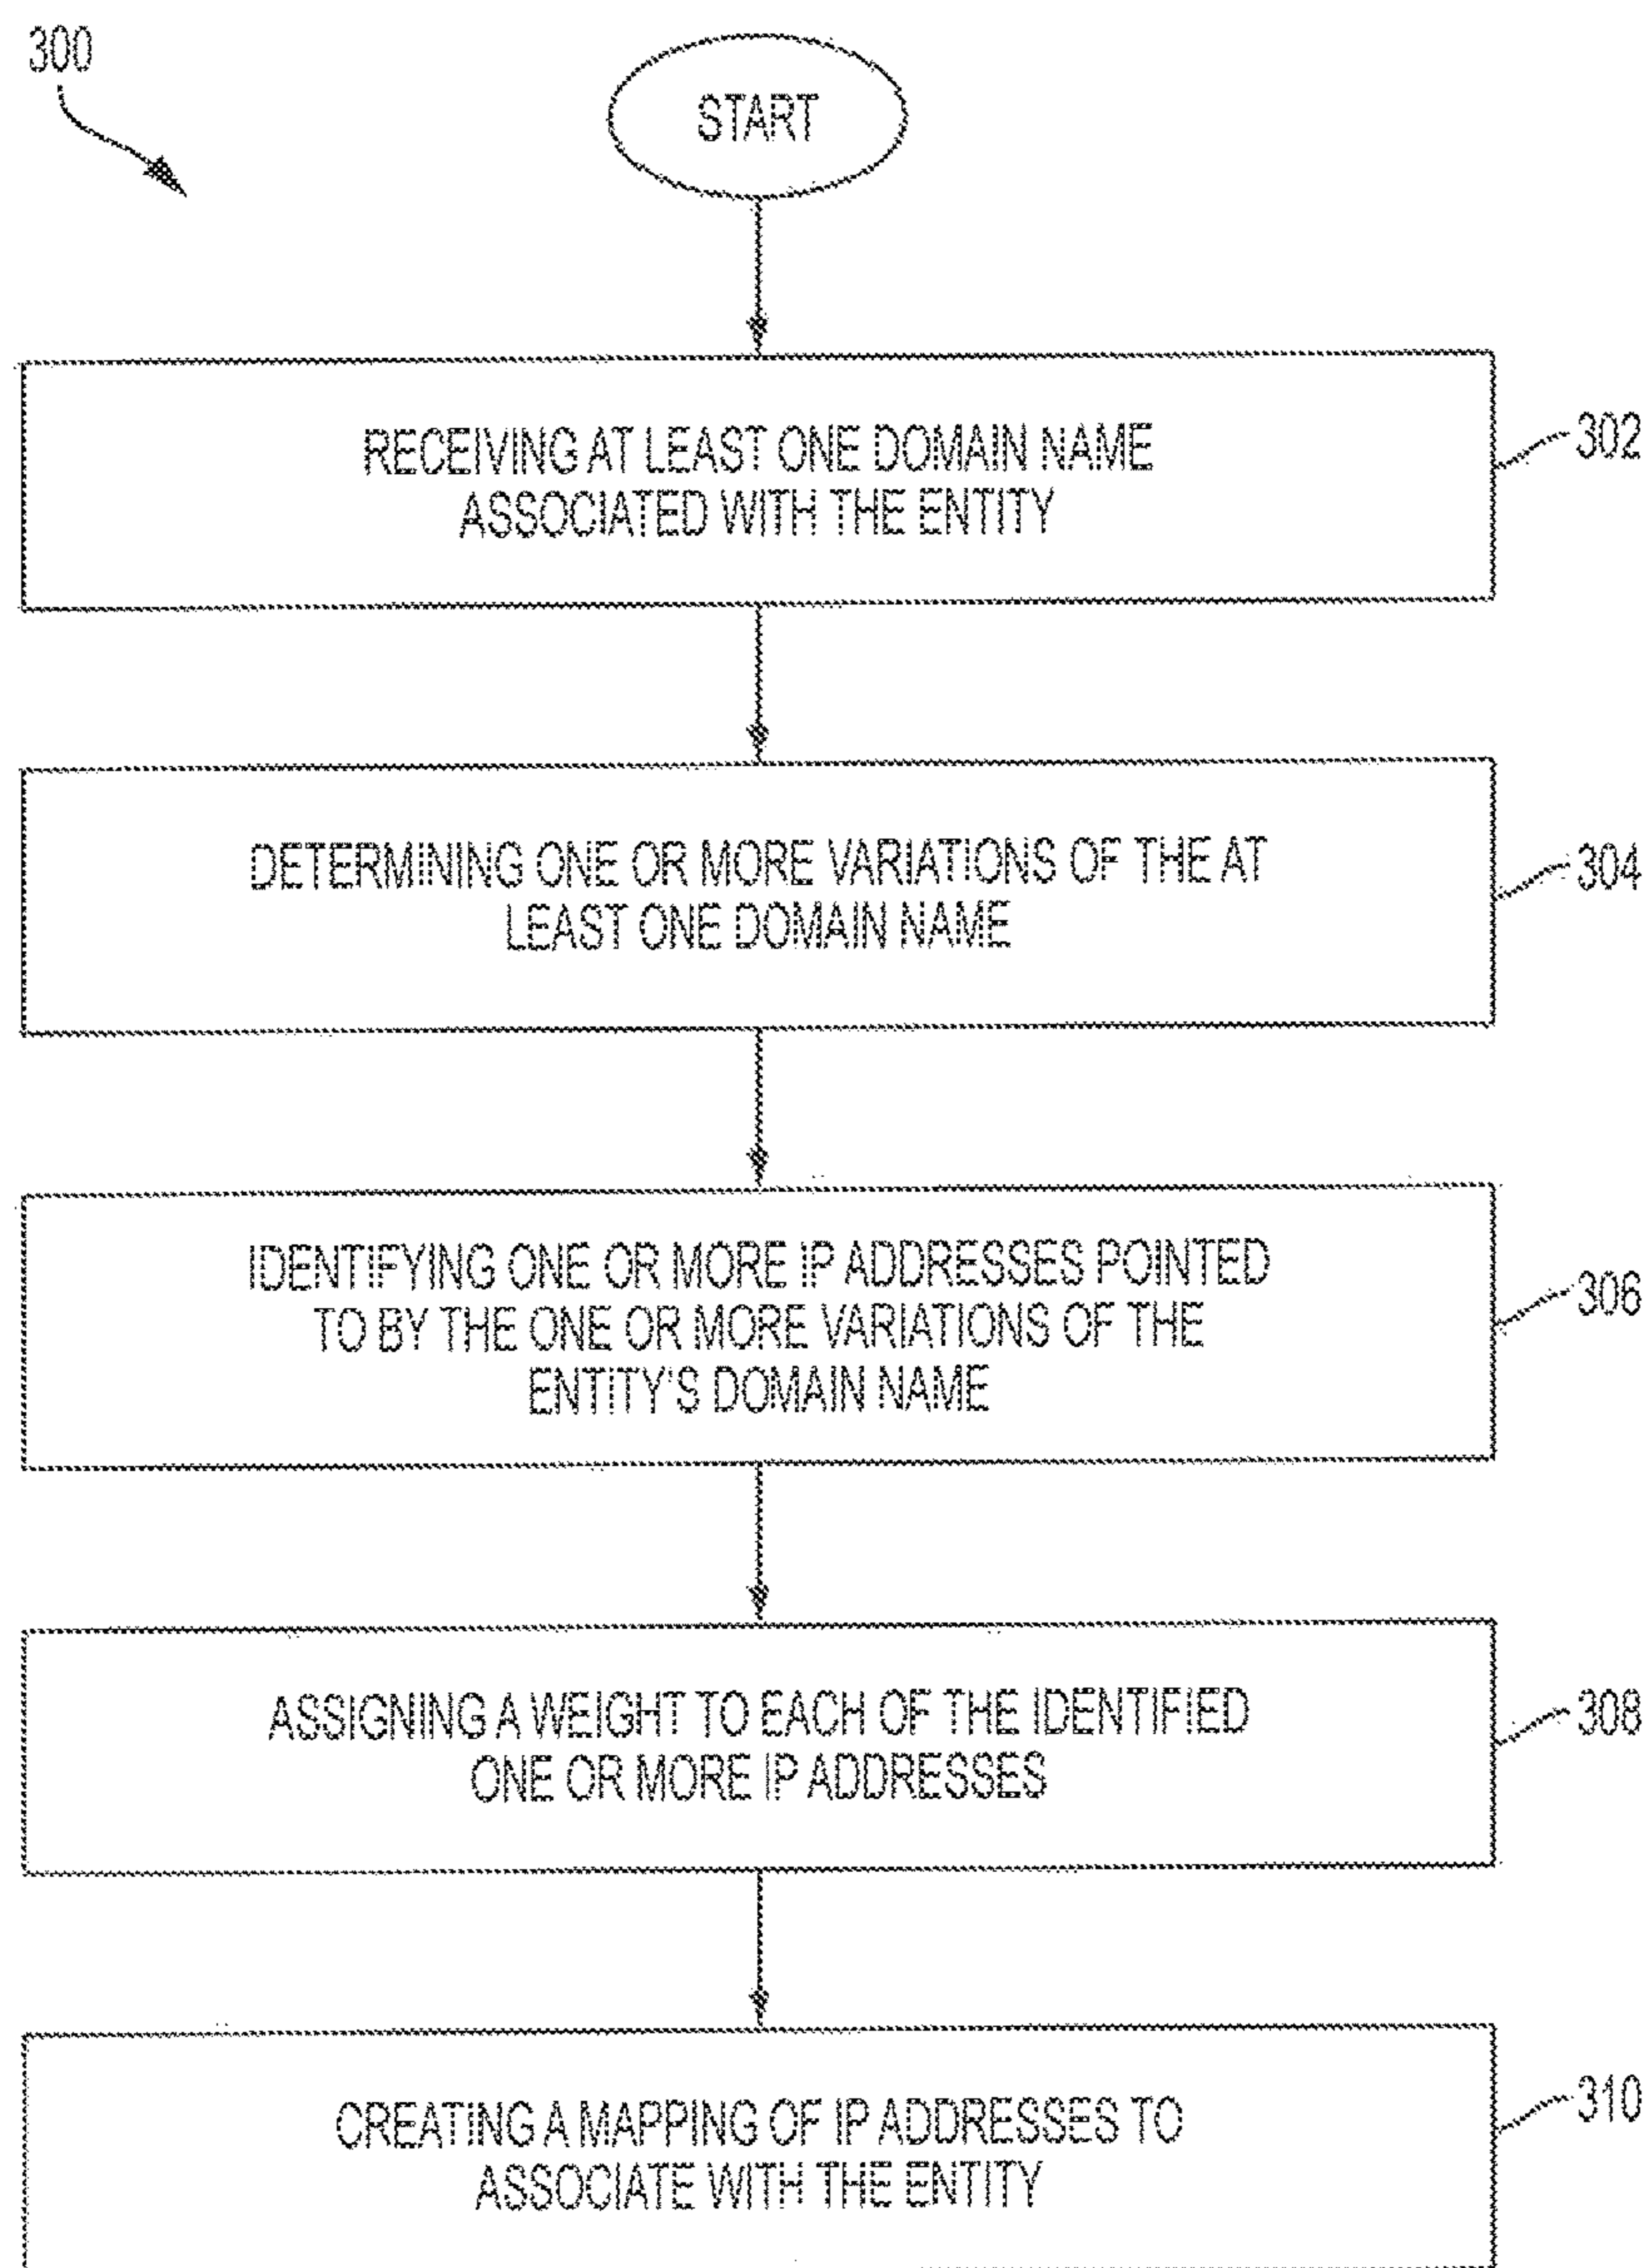 300
START
RECEIVING AT LEAST ONE DOMAIN NAME
ASSOCIATED WITH THE ENTITY
302
DETERMINING ONE OR MORE VARIATIONS OF THE AT
LEAST ONE DOMAIN NAME
304
IDENTIFYING ONE OR MORE IP ADDRESSES POINTED
TO BY THE ONE OR MORE VARIATIONS OF THE
ENTITY'S DOMAIN NAME
306
ASSIGNING A WEIGHT TO EACH OF THE IDENTIFIED
ONE OR MORE IP ADDRESSES
308
CREATING A MAPPING OF IP ADDRESSES TO
ASSOCIATE WITH THE ENTITY
310